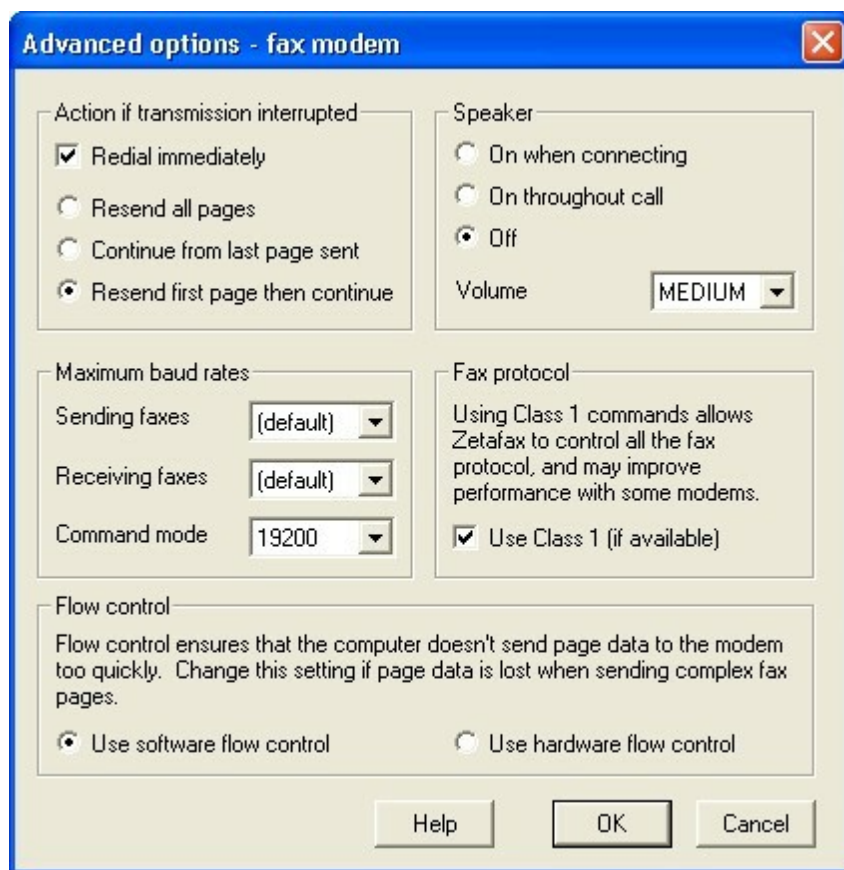 Advanced options - fax modem
Action if transmission interrupted
Redial immediately
Resend all pages
Continue from last page sent
Resend first page then continue
Speaker
On when connecting
On throughout call
Off
Volume MEDIUM
Maximum baud rates
Sending faxes (default)
Receiving faxes (default)
Command mode 19200
Fax protocol
Using Class 1 commands allows
Zetafax to control all the fax
protocol, and may improve
performance with some modems.
Use Class 1 (if available)
Flow control
Flow control ensures that the computer doesn't send page data to the modem
too quickly.  Change this setting if page data is lost when sending complex fax
pages.
Use software flow control
Use hardware flow control
Help OK Cancel